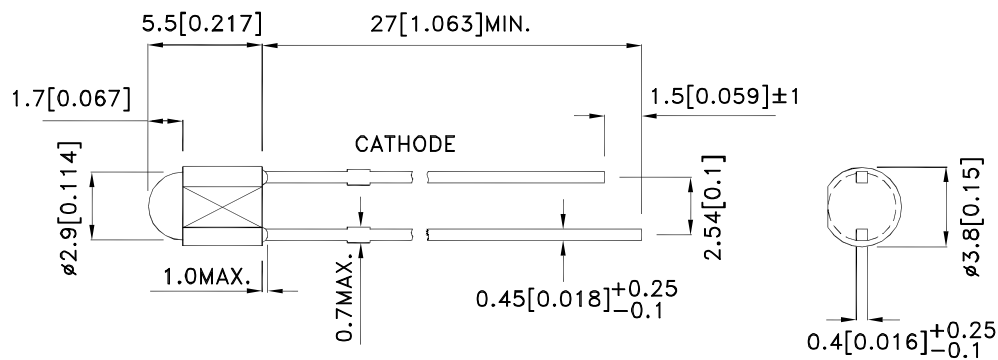 5.5[0.217]
27[1.063]MIN.
1.7[0.067]
1.5[0.059]±1
CATHODE
ø2.9[0.114]
2.54[0.1]
ø3.8[0.15]
1.0MAX.
0.7MAX.
0.45[0.018]+0.25
-0.1
0.4[0.016]+0.25
-0.1